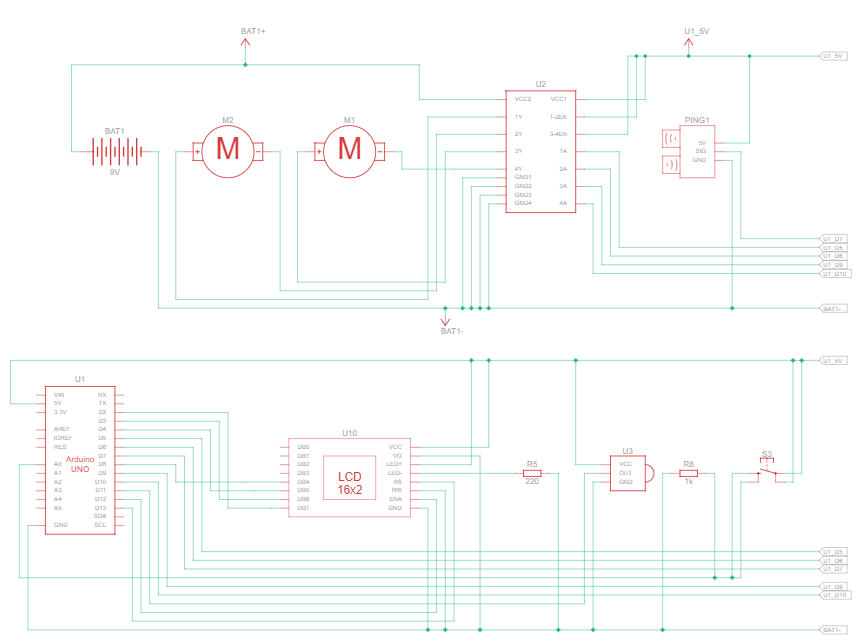 BAT1+
U1_5V
U1_5V
U2
VCC2 VCC1
M2
M1
1Y 1-2EN
PING1
BAT1
2Y 3-4EN
M
M
5V
3Y 1A
SIG
GND
9V
4Y 2A
GND1
GND2 3A
GND3
GND4 4A
U1_D7
U1_D5
U1_D6
U1_D9
U1_D10
BAT1-
BAT1-
U1_5V
U1
VIN RX
5V TX
3.3V D2
D3
AREF D4
IOREF D5
RES D6
D7
A0 D8
A1 D9
A2 D10
A3 D11
A4 D12
A5 D13
SDA
GND SCL
Arduino
UNO
U10
DB0 VCC
DB1 VO
DB2 LED+
DB3 LED-
DB4 RS
DB5 RW
DB6 ENA
DB7 GND
LCD
16x2
R5
220
U3
VCC
OUT
GND
R6
1k
S3
U1_D5
U1_D6
U1_D7
U1_D9
U1_D10
BAT1-